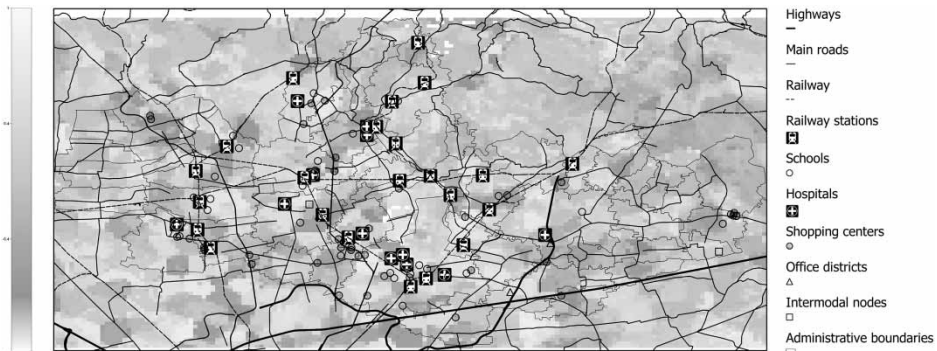 Highways
Main roads
Railway
Railway stations
Schools
Hospitals
Shopping centers
Office districts
Intermodal nodes
Administrative boundaries